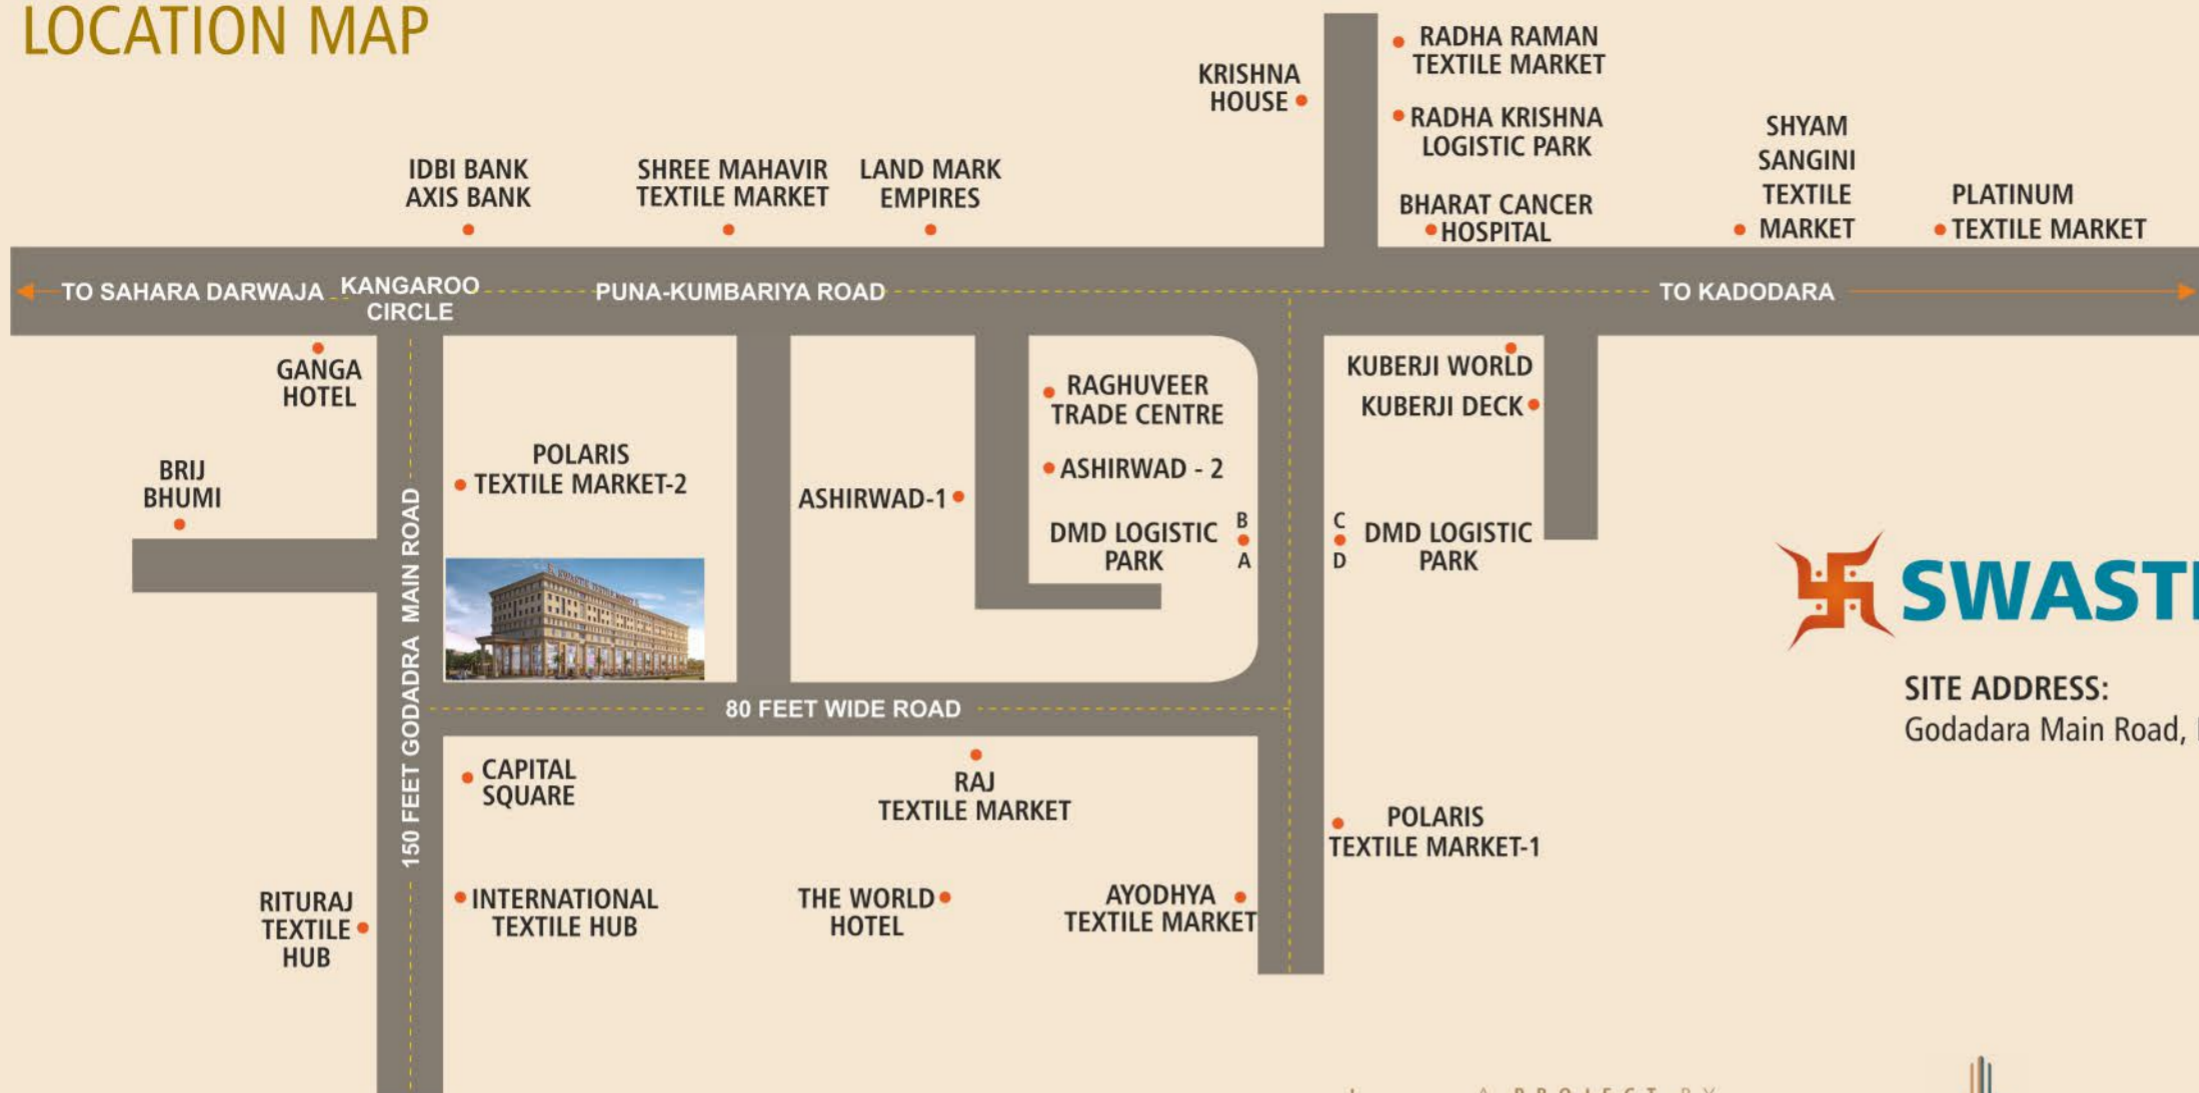 LOCATION MAP
RADHA RAMAN
TEXTILE MARKET
KRISHNA
HOUSE
RADHA KRISHNA
LOGISTIC PARK
SHYAM
SANGINI
TEXTILE
MARKET
IDBI BANK
AXIS BANK
SHREE MAHAVIR
TEXTILE MARKET
LAND MARK
EMPIRES
BHARAT CANCER
HOSPITAL
PLATINUM
TEXTILE MARKET
TO SAHARA DARWAJA
KANGAROO
CIRCLE
PUNA-KUMBARIYA ROAD
TO KADODARA
GANGA
HOTEL
RAGHUVEER
TRADE CENTRE
KUBERJI WORLD
KUBERJI DECK
BRIJ
BHUMI
POLARIS
TEXTILE MARKET-2
ASHIRWAD-1
ASHIRWAD - 2
DMD LOGISTIC
PARK
B
A
C
D
DMD LOGISTIC
PARK
150 FEET GODADRA MAIN ROAD
SWASTI
SITE ADDRESS:
Godadara Main Road,
80 FEET WIDE ROAD
CAPITAL
SQUARE
RAJ
TEXTILE MARKET
POLARIS
TEXTILE MARKET-1
RITURAJ
TEXTILE
HUB
INTERNATIONAL
TEXTILE HUB
THE WORLD
HOTEL
AYODHYA
TEXTILE MARKET
A PROJECT BY